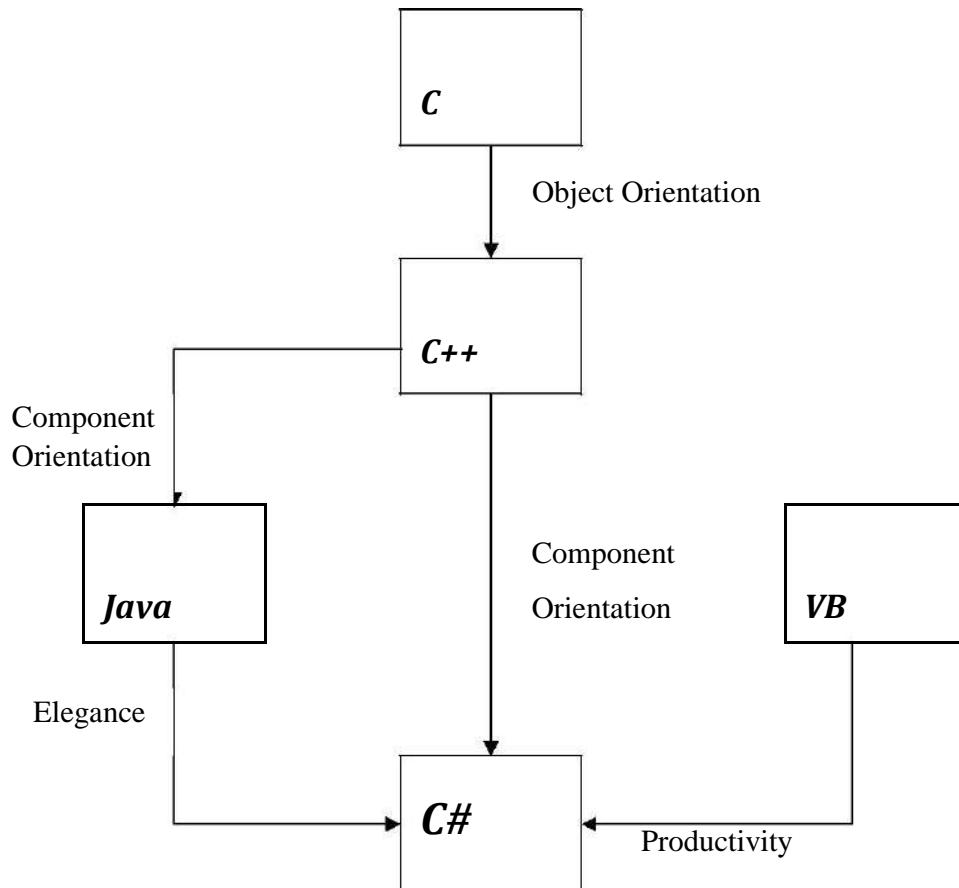 C
Object Orientation
C++
Component
Orientation
Java
Component
Orientation
VB
Elegance
C#
Productivity